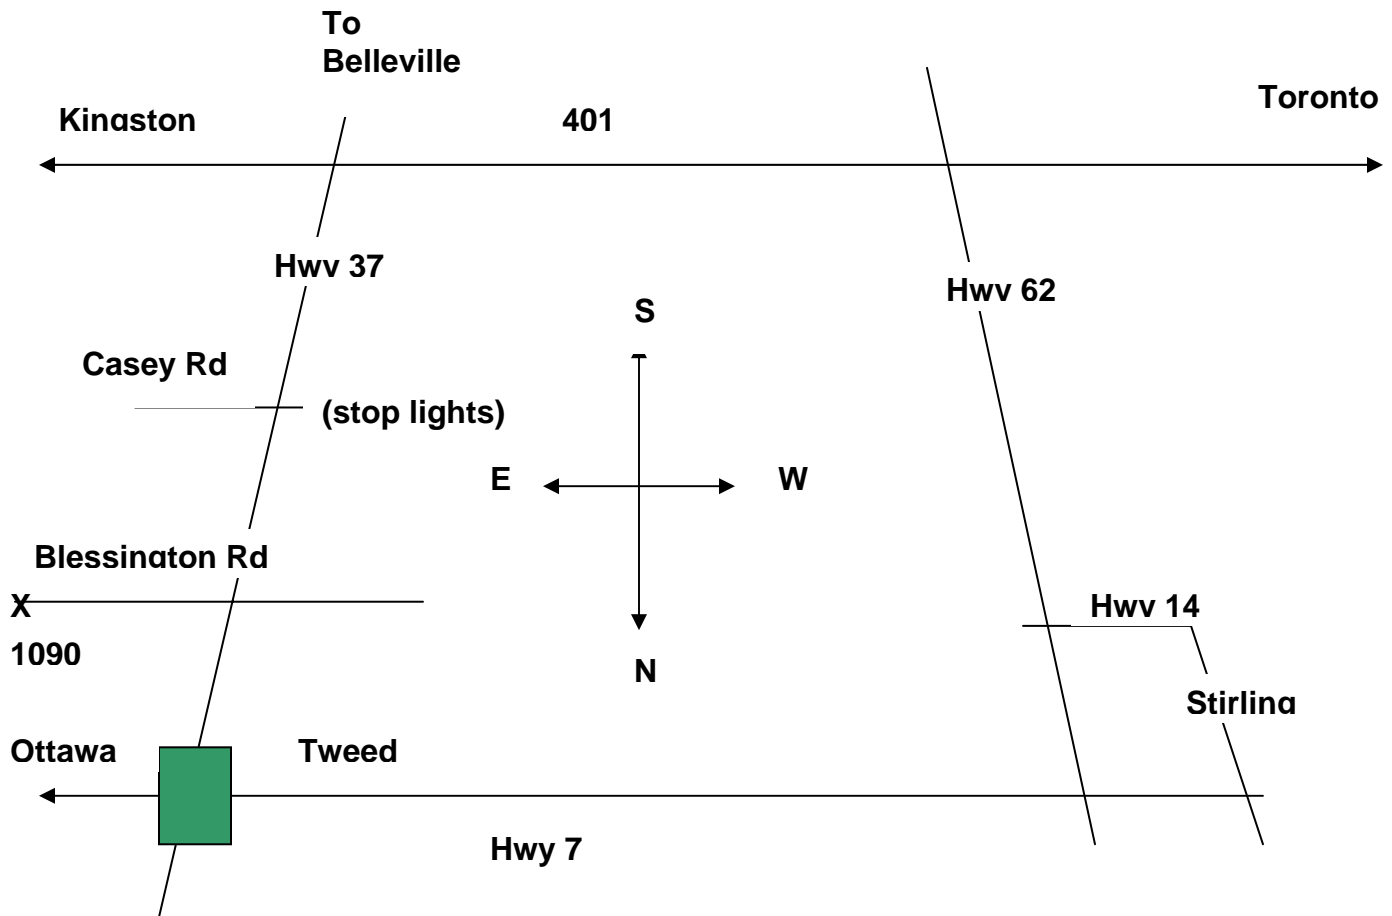 To
Belleville
Toronto
Kingston
401
Hwy 37
Hwy 62
S
Casey Rd
(stop lights)
E
W
Blessington Rd
X
Hwy 14
1090
N
Stirling
Ottawa
Tweed
Hwy 7